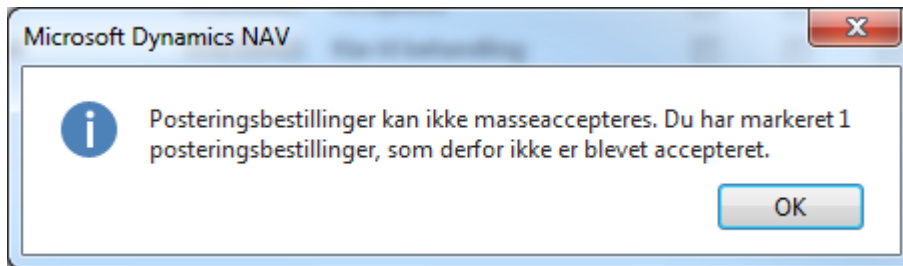 Microsoft Dynamics NAV
Posteringsbestillinger kan ikke masseaccepteres. Du har markeret 1
posteringsbestillinger, som derfor ikke er blevet accepteret.
OK